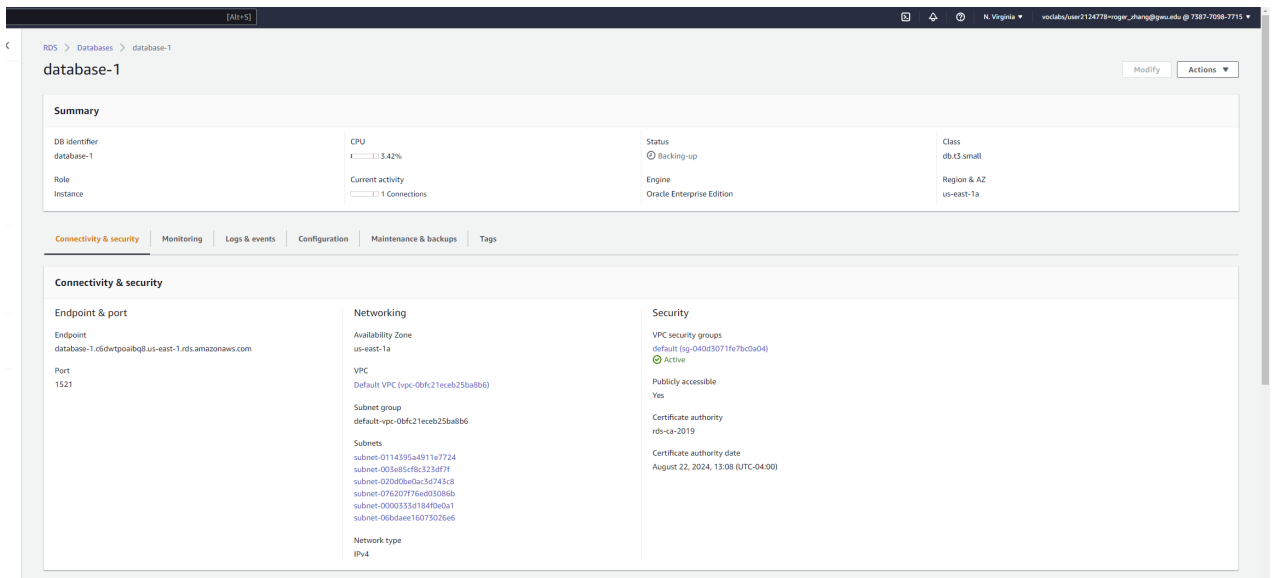 [Alt+S]
N. Virginia ▼
voclabs/user2124778=roger_zhang@gwu.edu @ 7387-7098-7715 ▼
RDS > Databases > database-1
database-1
Modify
Actions ▼
Summary
DB identifier
database-1
CPU
3.42%
Status
Backing-up
Class
db.t3.small
Role
Instance
Current activity
1 Connections
Engine
Oracle Enterprise Edition
Region & AZ
us-east-1a
Connectivity & security
Monitoring
Logs & events
Configuration
Maintenance & backups
Tags
Connectivity & security
Endpoint & port
Endpoint
database-1.c6dwtpoaibq8.us-east-1.rds.amazonaws.com
Port
1521
Networking
Availability Zone
us-east-1a
VPC
Default VPC (vpc-0bfc21eceb25ba8b6)
Subnet group
default-vpc-0bfc21eceb25ba8b6
Subnets
subnet-0114395a4911e7724
subnet-003e85cf8c323df7f
subnet-020d0be0ac3d743c8
subnet-076207f76ed03086b
subnet-0000333d184f0e0a1
subnet-06bdaee16073026e6
Network type
IPv4
Security
VPC security groups
default (sg-040d3071fe7bc0a04)
Active
Publicly accessible
Yes
Certificate authority
rds-ca-2019
Certificate authority date
August 22, 2024, 13:08 (UTC-04:00)